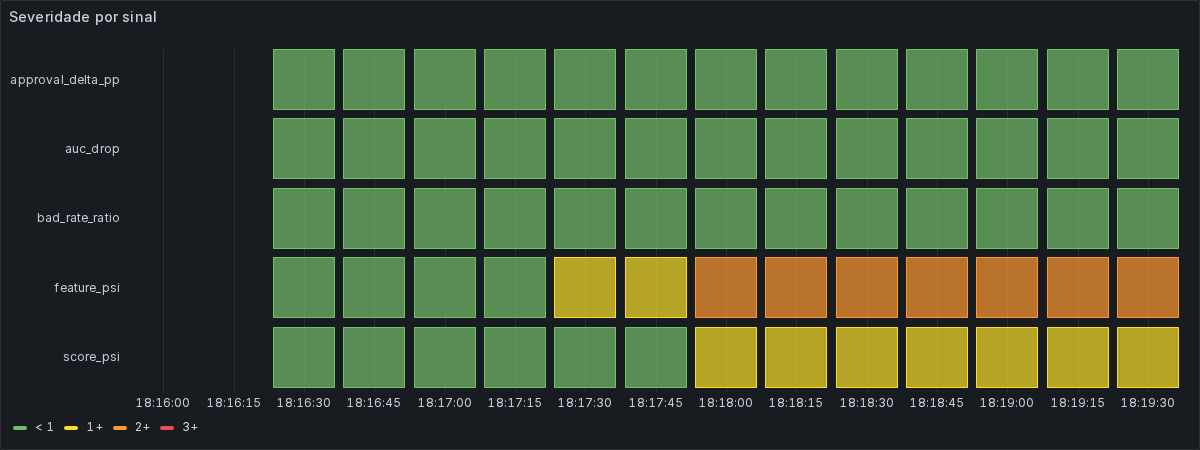 Severidade por sinal
approval_delta_pp
auc_drop
bad_rate_ratio
feature_psi
score_psi
18:16:00 18:16:15 18:16:30 18:16:45 18:17:00 18:17:15 18:17:30 18:17:45 18:18:00 18:18:15 18:18:30 18:18:45 18:19:00 18:19:15 18:19:30
< 1 1+ 2+ 3+